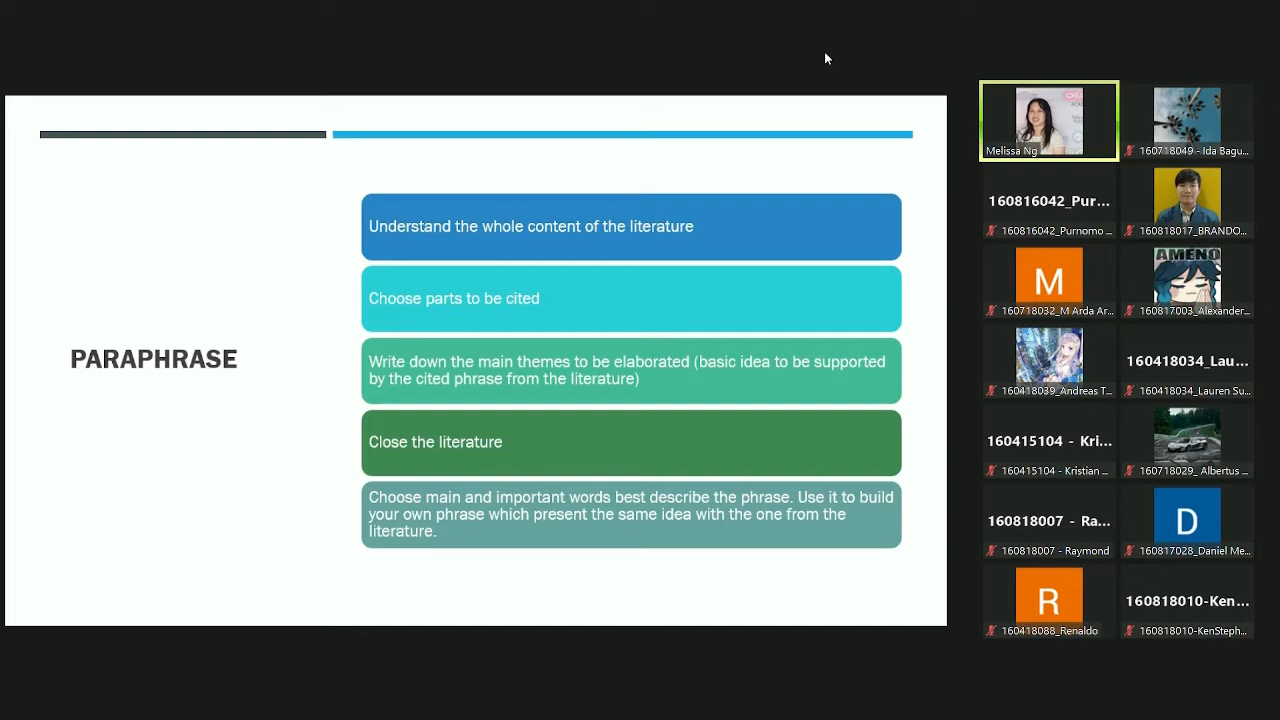 PARAPHRASE
Understand the whole content of the literature
Choose parts to be cited
Write down the main themes to be elaborated (basic idea to be supported
by the cited phrase from the literature)
Close the literature
Choose main and important words best describe the phrase. Use it to build
your own phrase which present the same idea with the one from the
literature.
Melissa Ng
160718049 - Ida Bagu...
160816042_Pur...
160816042_Purnomo ...
160818017_BRANDO...
M
160718032_M Arda Ar...
AMENO
160817003_Alexander...
160418039_Andreas T...
160418034_Lau...
160418034_Lauren Su...
160415104 - Kri...
160415104 - Kristian ...
160718029_ Albertus ...
160818007 - Ra...
160818007 - Raymond
D
160817028_Daniel Me...
R
160418088_Renaldo
160818010-Ken...
160818010-KenSteph...